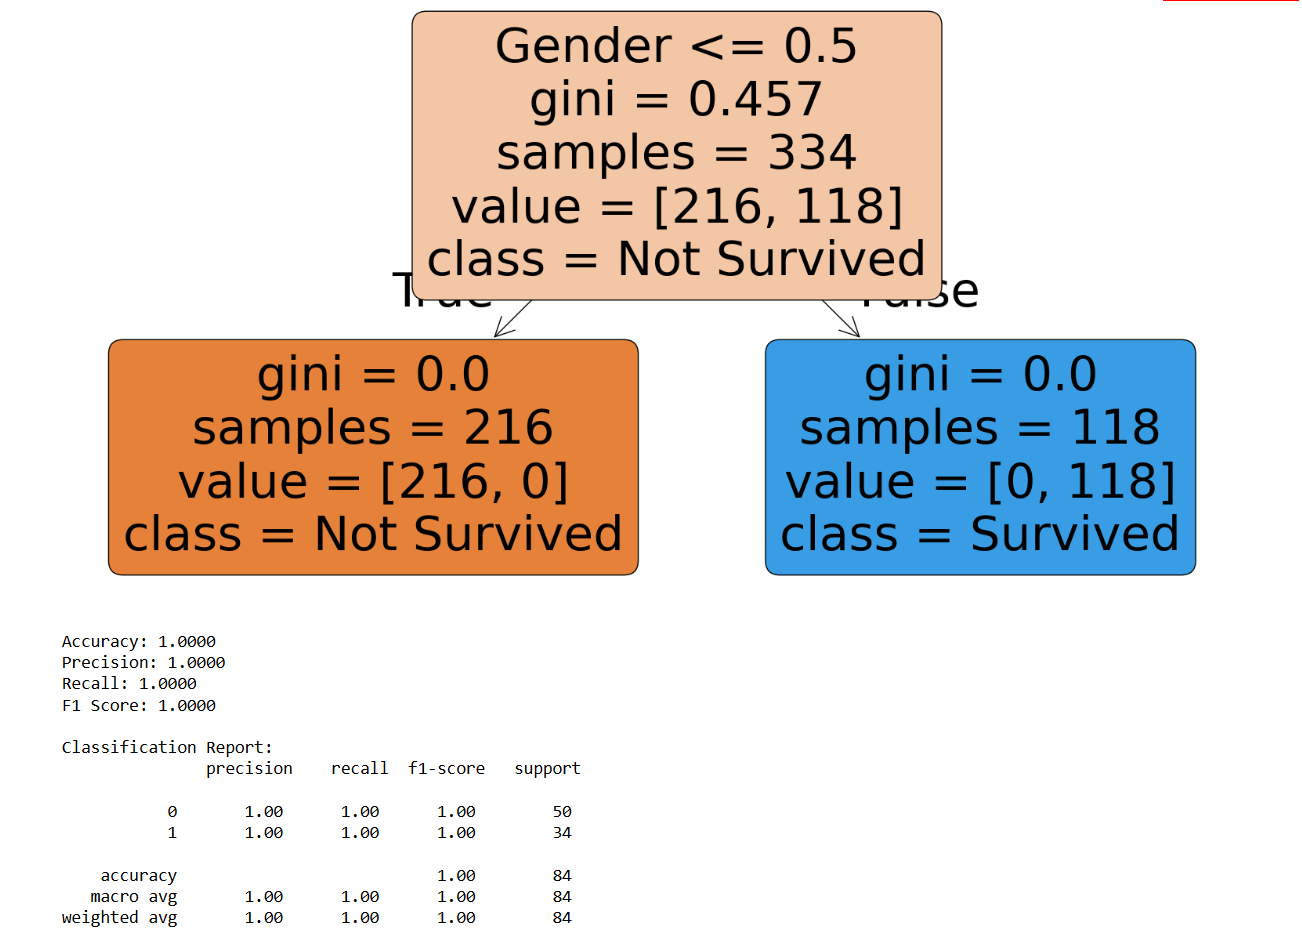 Gender <= 0.5
gini = 0.457
samples = 334
value = [216, 118]
class = Not Survived
True
False
gini = 0.0
samples = 216
value = [216, 0]
class = Not Survived
gini = 0.0
samples = 118
value = [0, 118]
class = Survived
Accuracy: 1.0000
Precision: 1.0000
Recall: 1.0000
F1 Score: 1.0000
Classification Report:
precision recall f1-score support
0 1.00 1.00 1.00 50
1 1.00 1.00 1.00 34
accuracy 1.00 84
macro avg 1.00 1.00 1.00 84
weighted avg 1.00 1.00 1.00 84